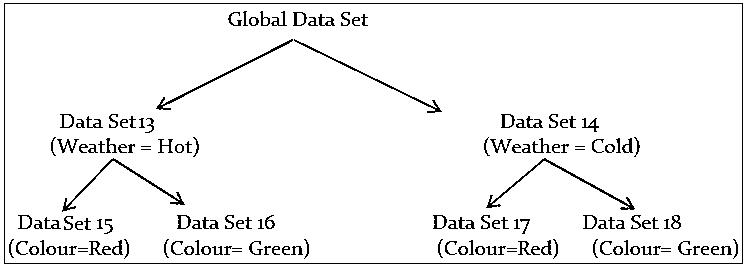 Global Data Set
Data Set 13
(Weather = Hot)
Data Set 14
(Weather = Cold)
Data Set 15
(Colour=Red)
Data Set 16
(Colour= Green)
Data Set 17
(Colour=Red)
Data Set 18
(Colour= Green)